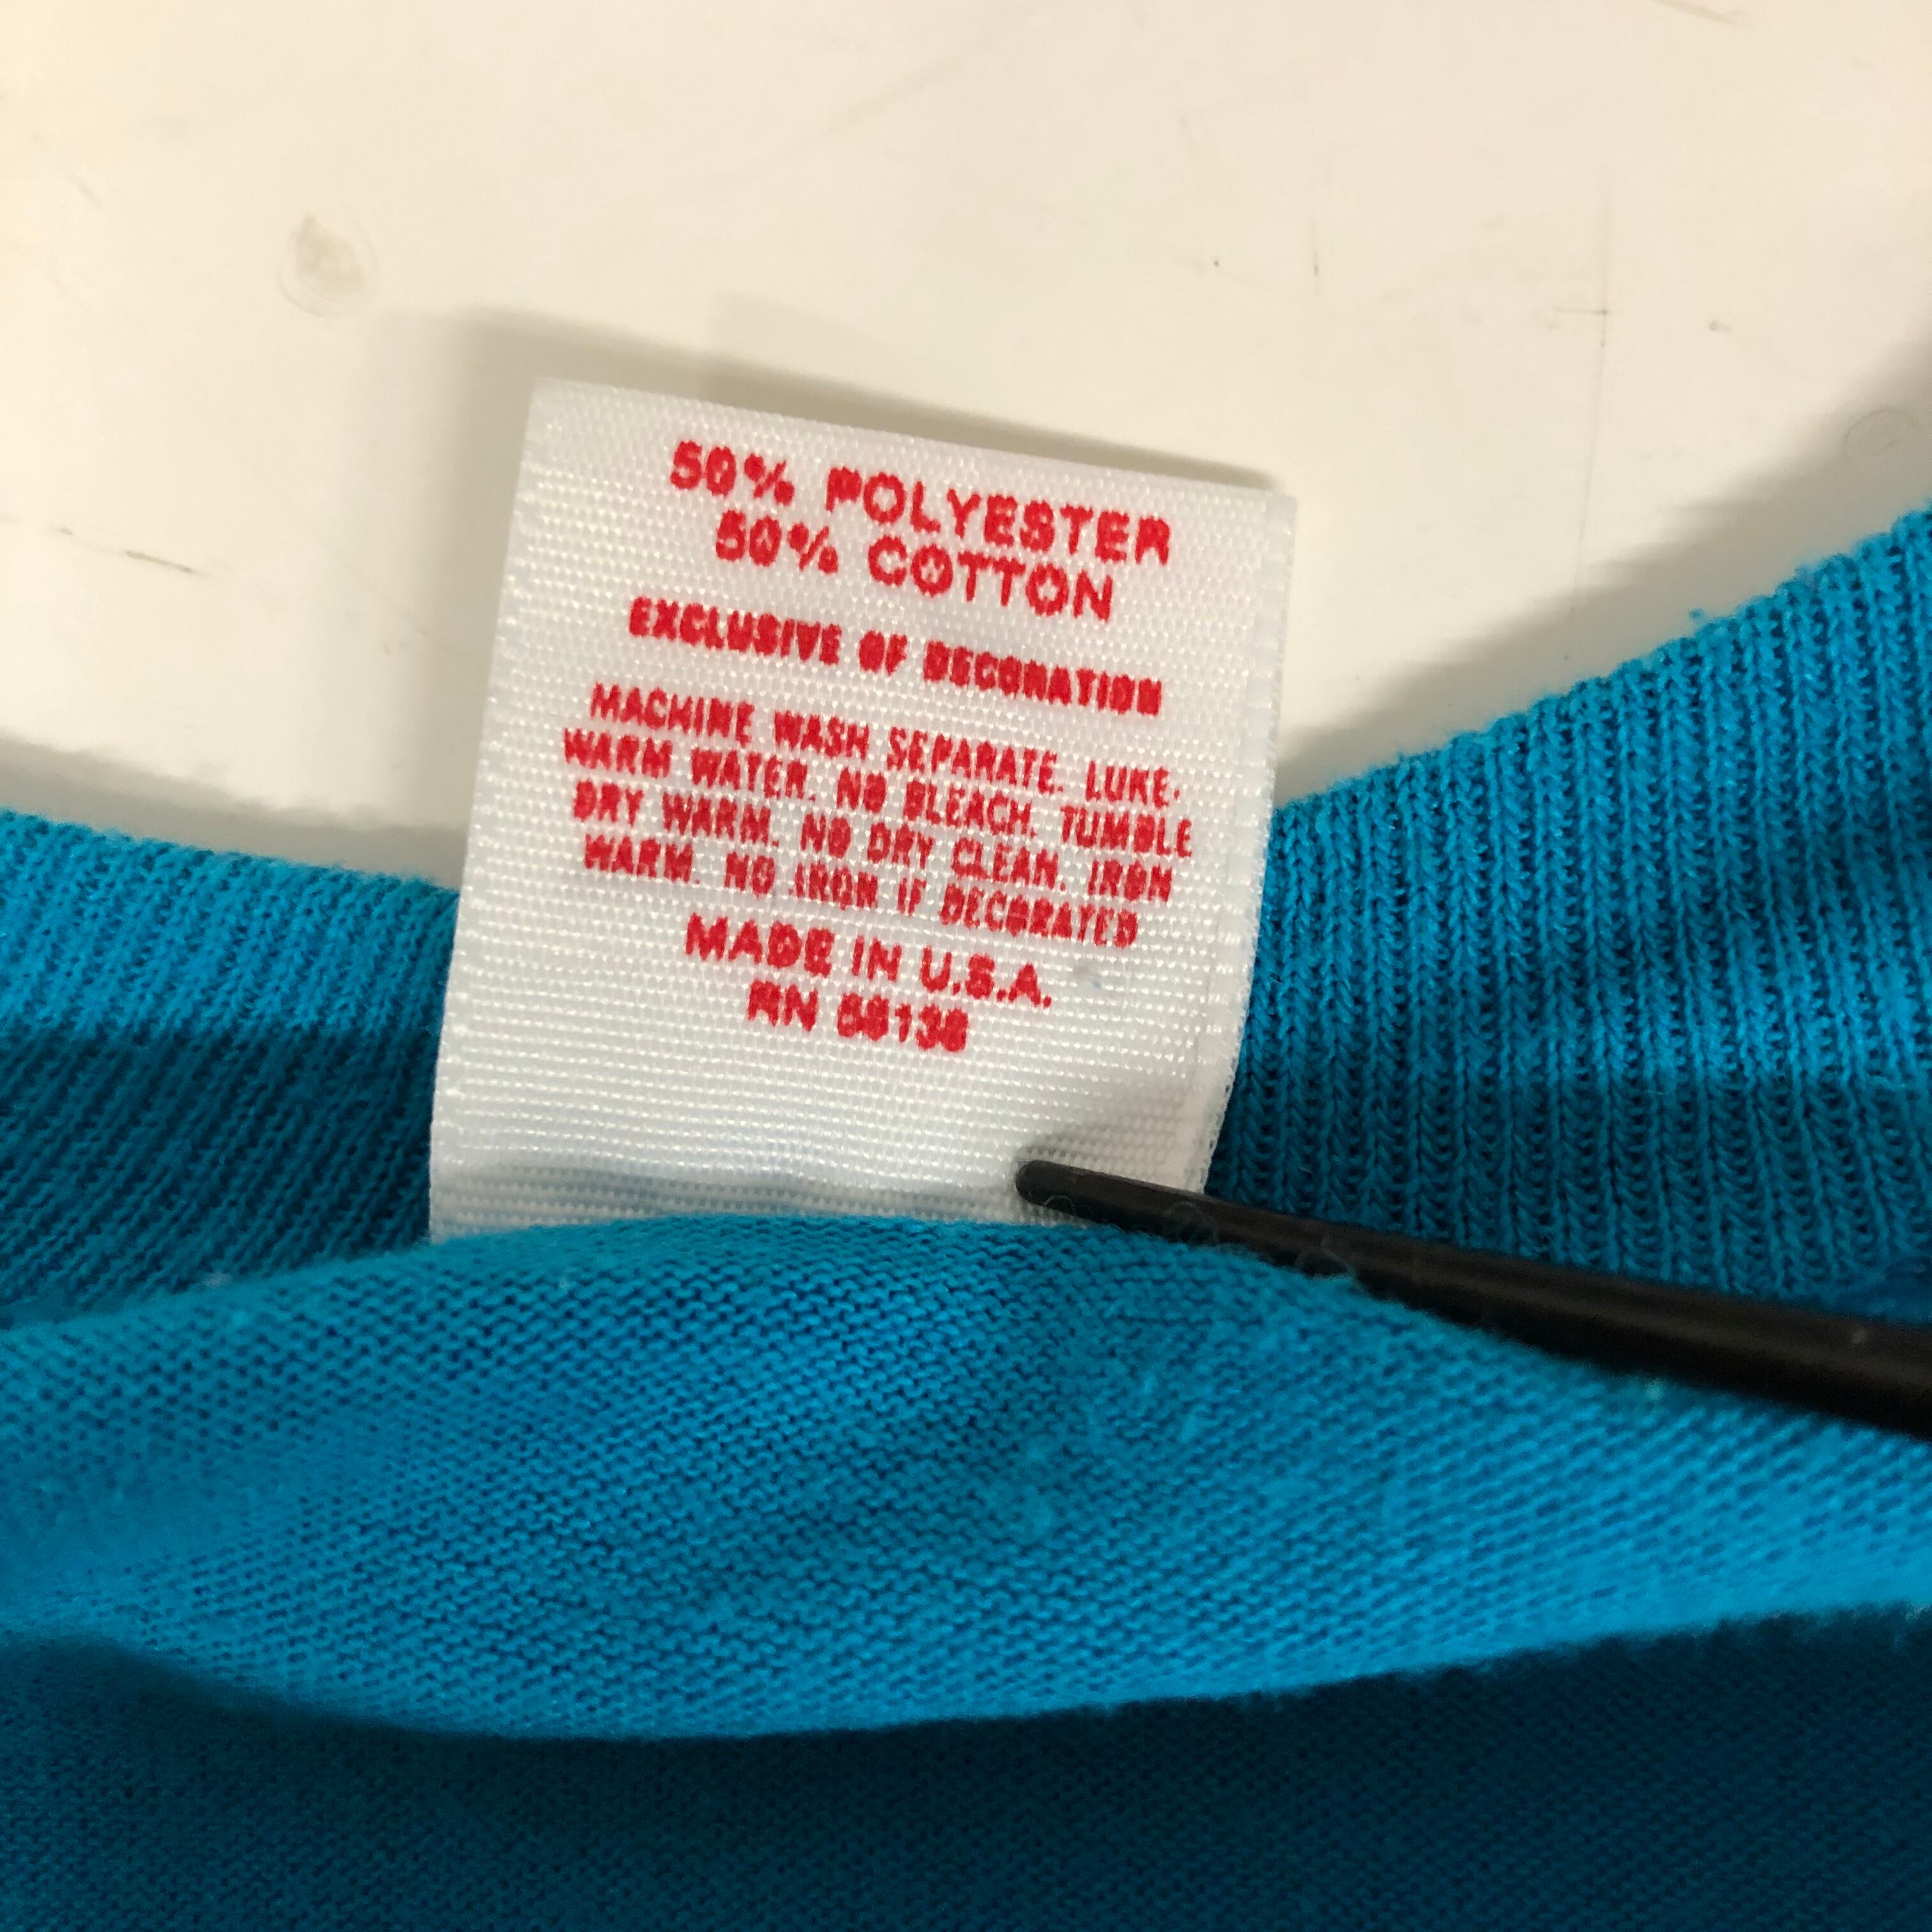 50% POLYESTER
50% COTTON
EXCLUSIVE OF DECORATION
MACHINE WASH SEPARATE. LUKE.
WARM WATER. NO BLEACH. TUMBLE
DRY WARM. NO DRY CLEAN. IRON
WARM. NO IRON IF DECORATED
MADE IN U.S.A.
RN